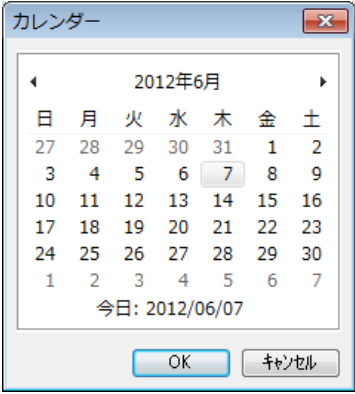 カレンダー
2012年6月
日 月 火 水 木 金 土
27 28 29 30 31 1 2
3 4 5 6 7 8 9
10 11 12 13 14 15 16
17 18 19 20 21 22 23
24 25 26 27 28 29 30
1 2 3 4 5 6 7
今日: 2012/06/07
OK ｷｬﾝｾﾙ